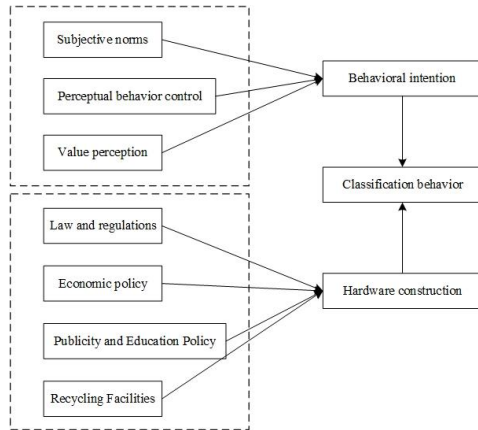 Subjective norms
Perceptual behavior control
Value perception
Behavioral intention
Classification behavior
Law and regulations
Economic policy
Publicity and Education Policy
Recycling Facilities
Hardware construction